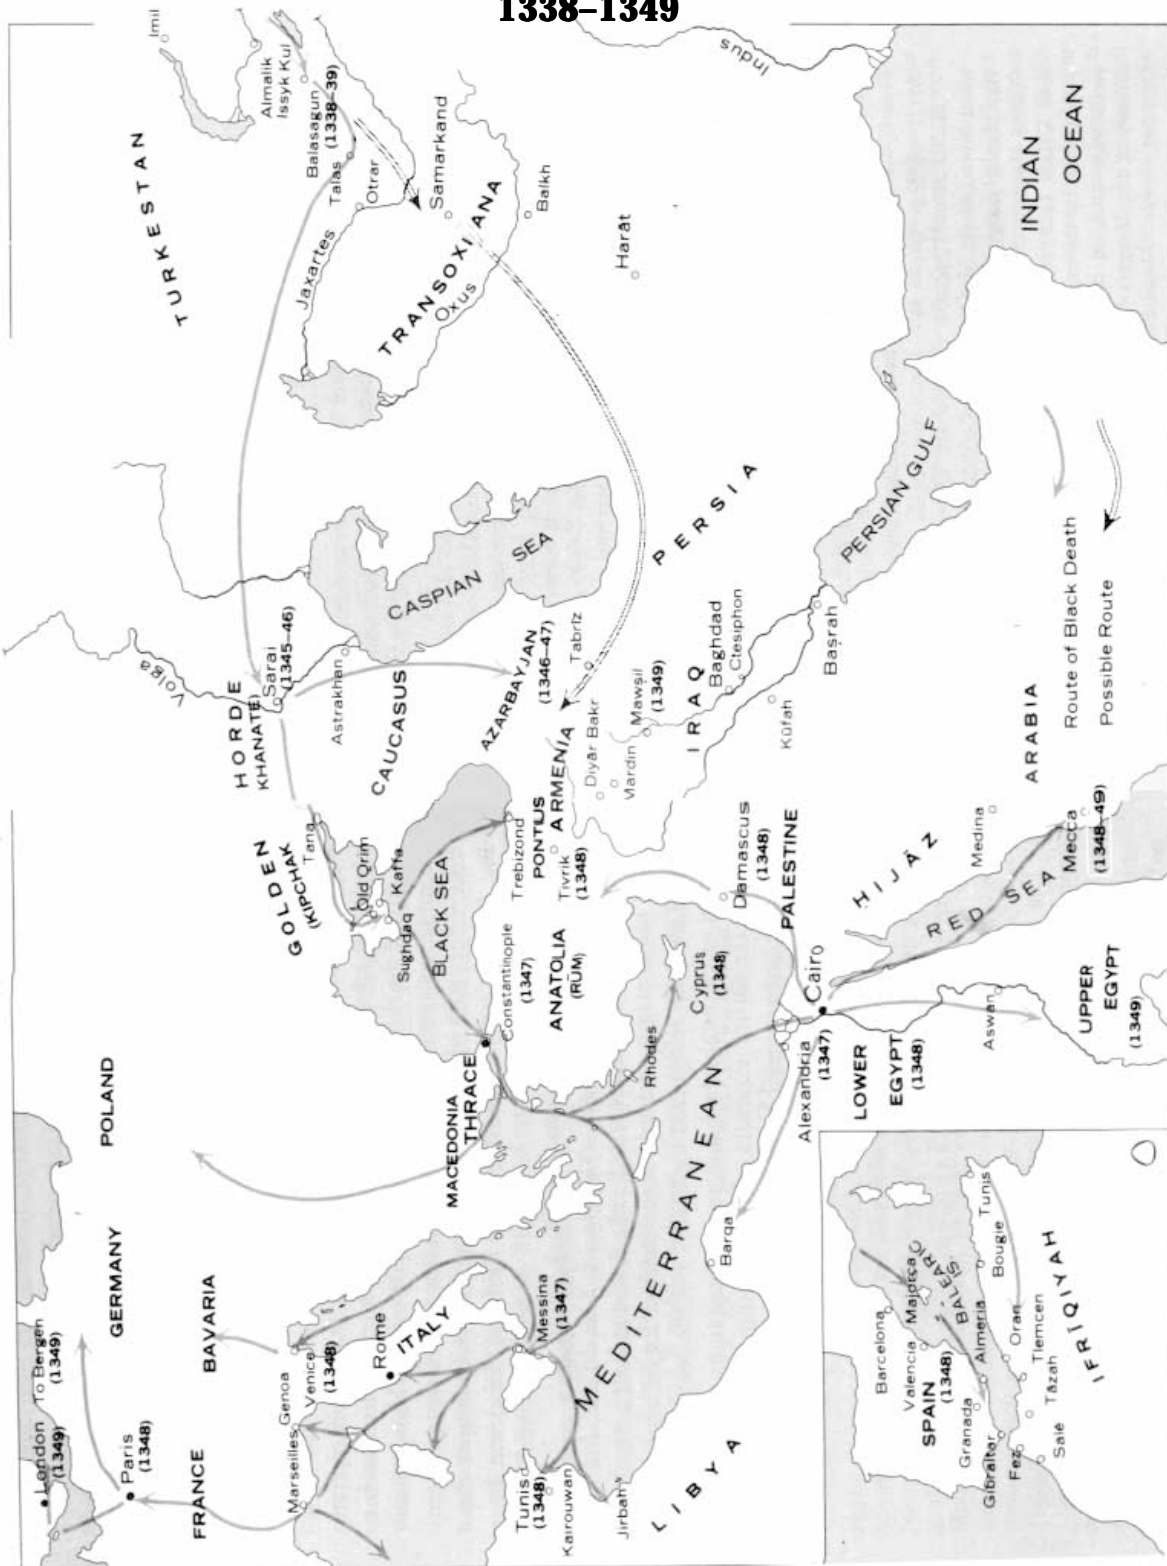 1338–1349
Imil
Almalik
Issyk Kul
Balasagun
(1338–39)
Talas
Otrar
TURKESTAN
Jaxartes
Samarkand
TRANSOXIANA
Oxus
Balkh
Harāt
Indus
INDIAN
OCEAN
Volga
HORDE
KHANATE)
Sarai
(1345–46)
Astrakhan
CASPIAN
SEA
CAUCASUS
AZARBAYJAN
(1346–47)
Tabrīz
PERSIA
PERSIAN GULF
GOLDEN
(KIPCHAK
Tana
Old Qrim
Kaffa
Sughdaq
BLACK SEA
Trebizond
PONTIUS
ARMENIA
Tivrik
(1348)
Diyār Bakr
Mardin
Mawṣil
(1349)
IRAQ
Baghdad
Ctesiphon
Baṣrah
Kūfah
ARABIA
Route of Black Death
Possible Route
Constantinople
(1347)
ANATOLIA
(RŪM)
Damascus
(1348)
PALESTINE
HIJĀZ
Medina
RED SEA
Mecca
(1348–49)
Cyprus
(1348)
Rhodes
Cairo
Alexandria
(1347)
LOWER
EGYPT
(1348)
Aswan
UPPER
EGYPT
(1349)
POLAND
MACEDONIA
THRACE
MEDITERRANEAN
Barqa
GERMANY
BAVARIA
London
(1349)
To Bergen
(1349)
Paris
(1348)
FRANCE
Marseilles
Genoa
Venice
(1348)
Rome
ITALY
Messina
(1347)
Tunis
(1348)
Kairouwan
Jirbah
LIBYA
Barcelona
Valencia
Majorca
BALEARIC
IS.
SPAIN
(1348)
Granada
Almeria
Gibraltar
Bougie
Tunis
Oran
Tlemcen
Tāzah
Fez
Salé
IFRĪQIYAH